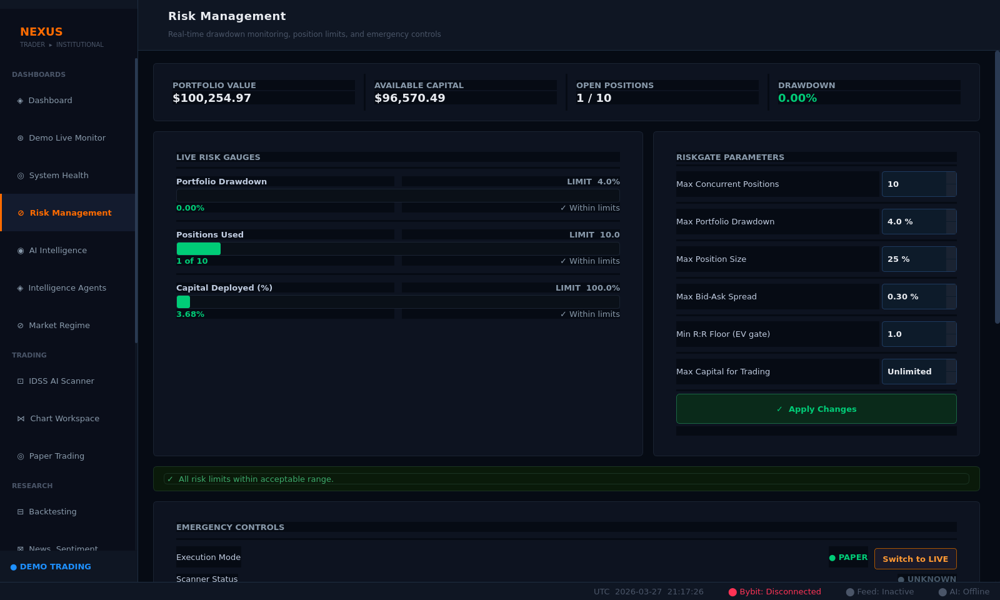 NEXUS
TRADER ▸ INSTITUTIONAL
DASHBOARDS
◈ Dashboard
⊛ Demo Live Monitor
◎ System Health
⊘ Risk Management
◉ AI Intelligence
◈ Intelligence Agents
⊘ Market Regime
TRADING
⊡ IDSS AI Scanner
⋈ Chart Workspace
◎ Paper Trading
RESEARCH
⊟ Backtesting
⊠ News Sentiment
● DEMO TRADING
Risk Management
Real-time drawdown monitoring, position limits, and emergency controls
PORTFOLIO VALUE
$100,254.97
AVAILABLE CAPITAL
$96,570.49
OPEN POSITIONS
1 / 10
DRAWDOWN
0.00%
LIVE RISK GAUGES
Portfolio Drawdown LIMIT 4.0%
0.00% ✓ Within limits
Positions Used LIMIT 10.0
1 of 10 ✓ Within limits
Capital Deployed (%) LIMIT 100.0%
3.68% ✓ Within limits
RISKGATE PARAMETERS
Max Concurrent Positions 10
Max Portfolio Drawdown 4.0 %
Max Position Size 25 %
Max Bid-Ask Spread 0.30 %
Min R:R Floor (EV gate) 1.0
Max Capital for Trading Unlimited
✓ Apply Changes
✓ All risk limits within acceptable range.
EMERGENCY CONTROLS
Execution Mode ● PAPER Switch to LIVE
Scanner Status ● UNKNOWN
UTC 2026-03-27 21:17:26 ● Bybit: Disconnected ● Feed: Inactive ● AI: Offline